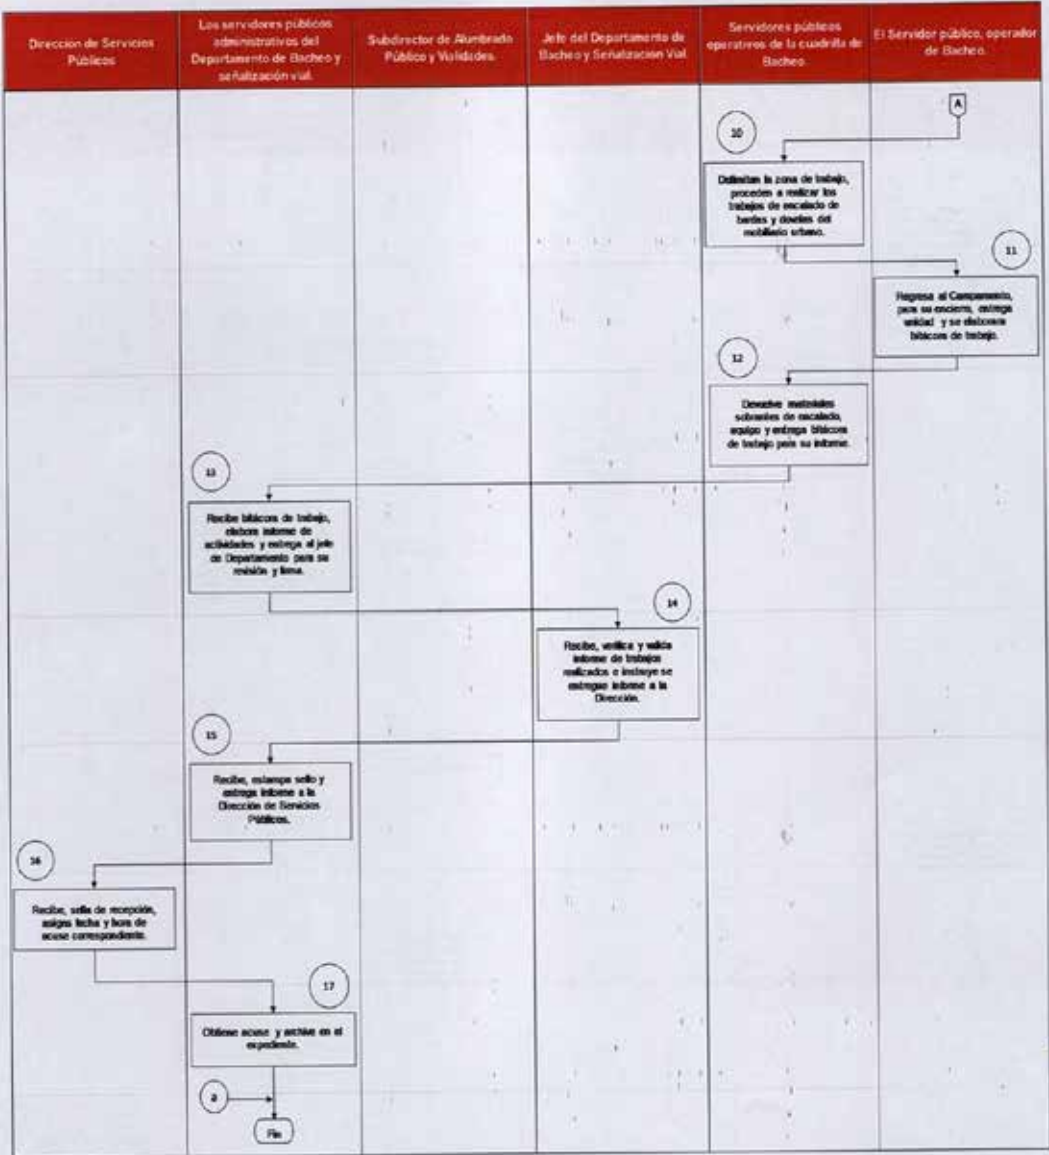 Dirección de Servicios
Públicos
Los servidores públicos
administrativos del
Departamento de Bacheo y
señalización vial.
Subdirector de Alumbrado
Público y Vialidades.
Jefe del Departamento de
Bacheo y Señalización Vial
Servidores públicos
operativos de la cuadrilla de
Bacheo.
El Servidor público, operador
de Bacheo.
A
10
Delimitan la zona de trabajo,
proceden a realizar los
trabajos de encalado de
bardas y dovelas del
mobiliario urbano.
11
Regresa al Campamento,
para su encierro, entrega
unidad y se elaborara
bitácora de trabajo.
12
Devuelve materiales
sobrantes de encalado,
equipo y entrega bitácora
de trabajo para su informe.
13
Recibe bitácora de trabajo,
elabora informe de
actividades y entrega al jefe
de Departamento para su
revisión y firma.
14
Recibe, verifica y valida
informe de trabajos
realizados e instruye se
entregue informe a la
Dirección.
15
Recibe, estampa sello y
entrega informe a la
Dirección de Servicios
Públicos.
16
Recibe, sella de recepción,
asigna fecha y hora de
acuse correspondiente.
17
Obtiene acuse y archiva en el
expediente.
2
Fin